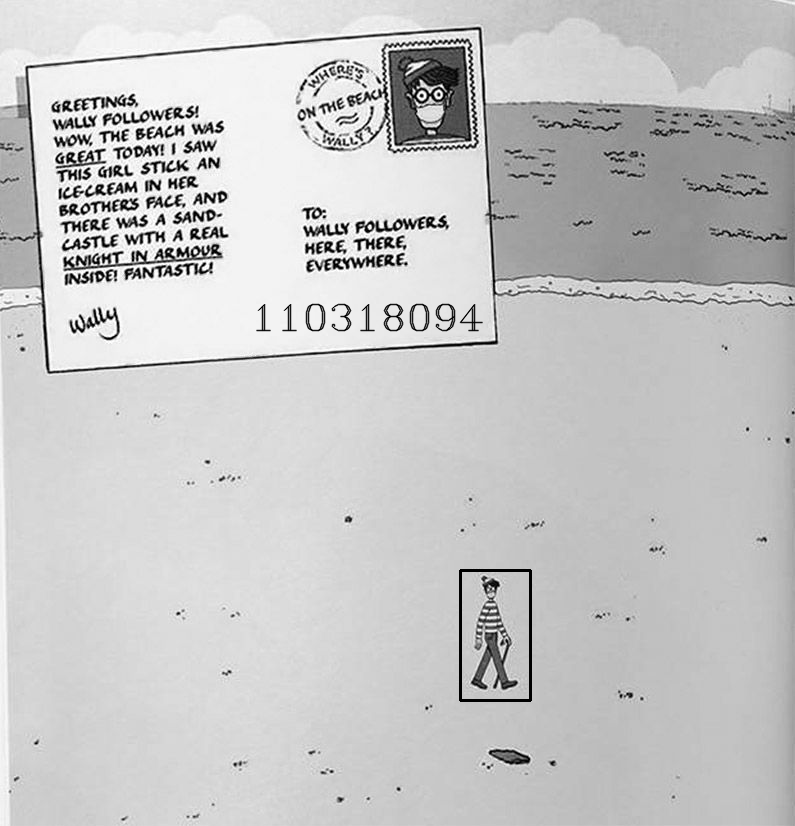 GREETINGS,
WALLY FOLLOWERS!
WOW, THE BEACH WAS
GREAT TODAY! I SAW
THIS GIRL STICK AN
ICE-CREAM IN HER
BROTHER'S FACE, AND
THERE WAS A SAND-
CASTLE WITH A REAL
KNIGHT IN ARMOUR
INSIDE! FANTASTIC!
Wally
WHERE'S
ON THE BEACH
WALLY?
TO:
WALLY FOLLOWERS,
HERE, THERE,
EVERYWHERE.
110318094